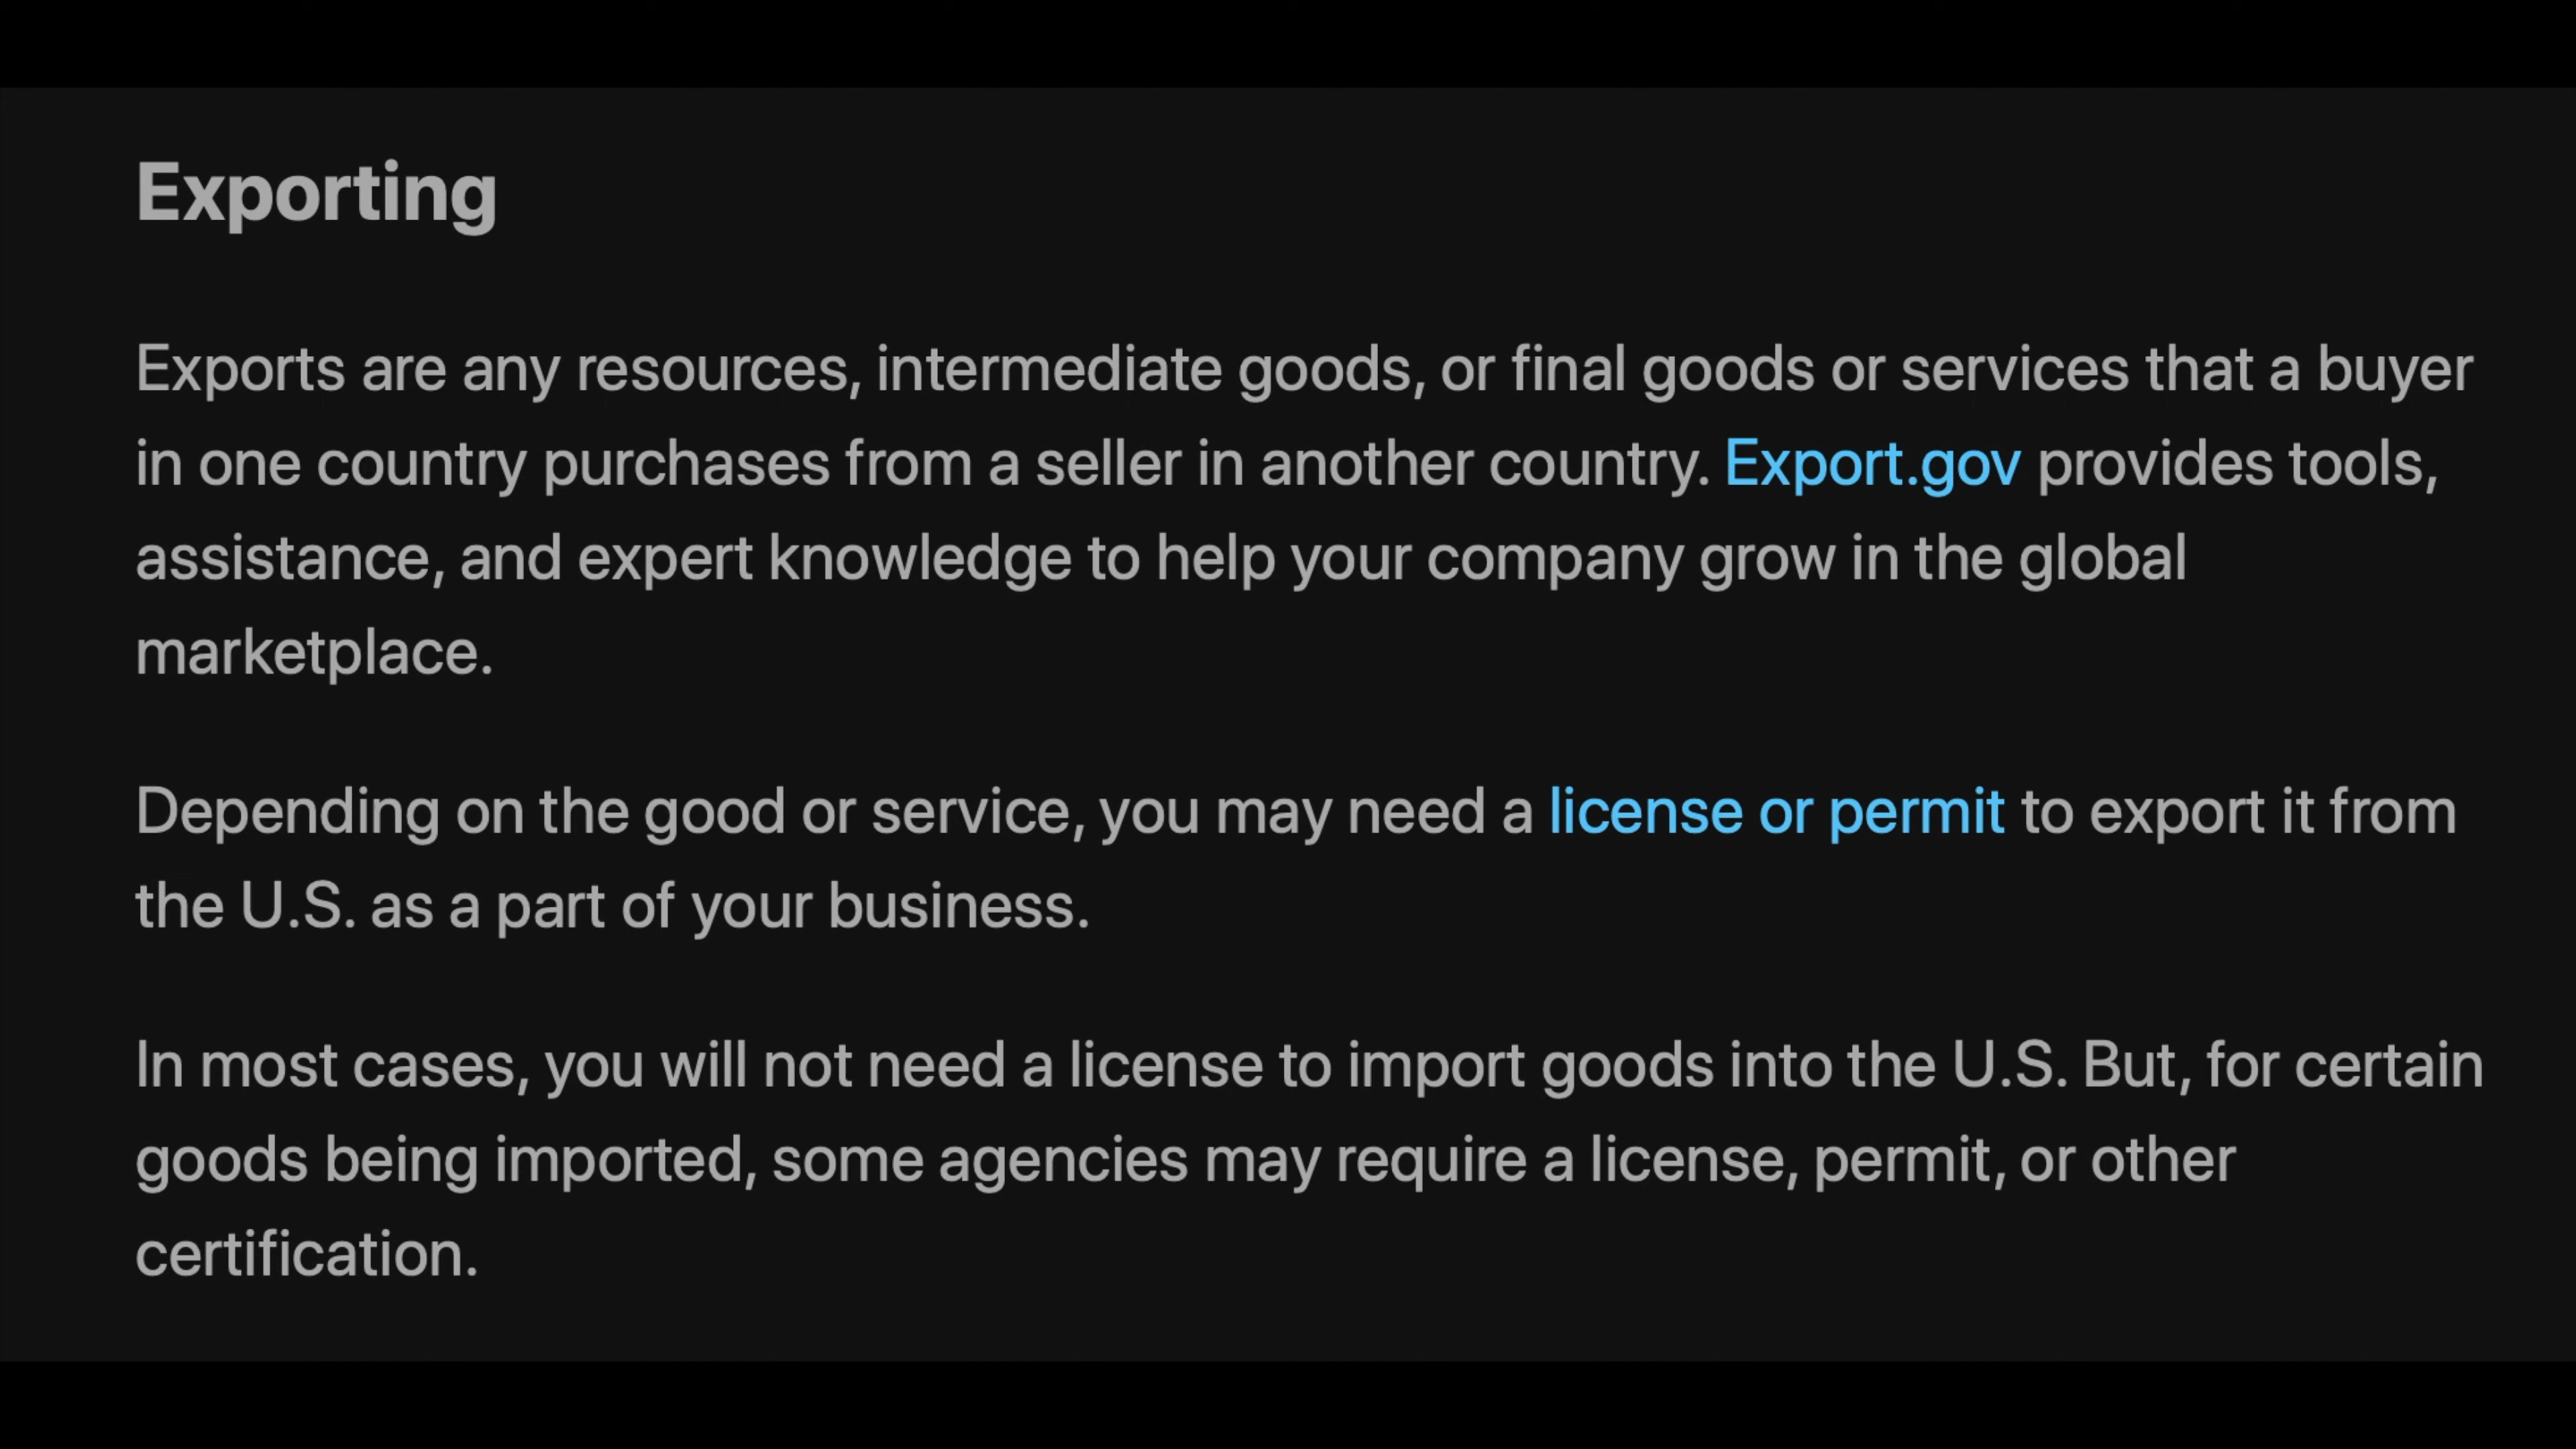 Exporting
Exports are any resources, intermediate goods, or final goods or services that a buyer
in one country purchases from a seller in another country. Export.gov provides tools,
assistance, and expert knowledge to help your company grow in the global
marketplace.
Depending on the good or service, you may need a license or permit to export it from
the U.S. as a part of your business.
In most cases, you will not need a license to import goods into the U.S. But, for certain
goods being imported, some agencies may require a license, permit, or other
certification.